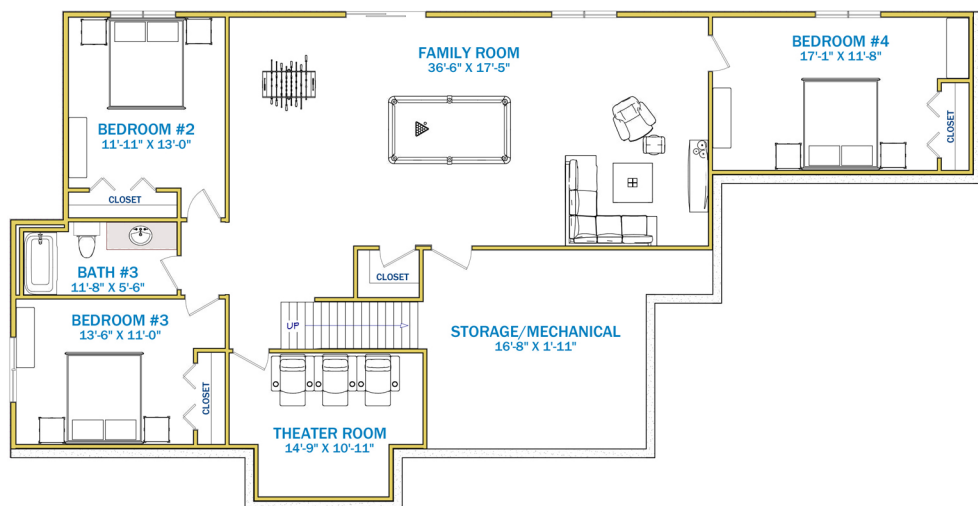 FAMILY ROOM
36'-6" X 17'-5"
BEDROOM #4
17'-1" X 11'-8"
BEDROOM #2
11'-11" X 13'-0"
CLOSET
CLOSET
BATH #3
11'-8" X 5'-6"
CLOSET
BEDROOM #3
13'-6" X 11'-0"
UP
STORAGE/MECHANICAL
16'-8" X 1'-11"
CLOSET
THEATER ROOM
14'-9" X 10'-11"